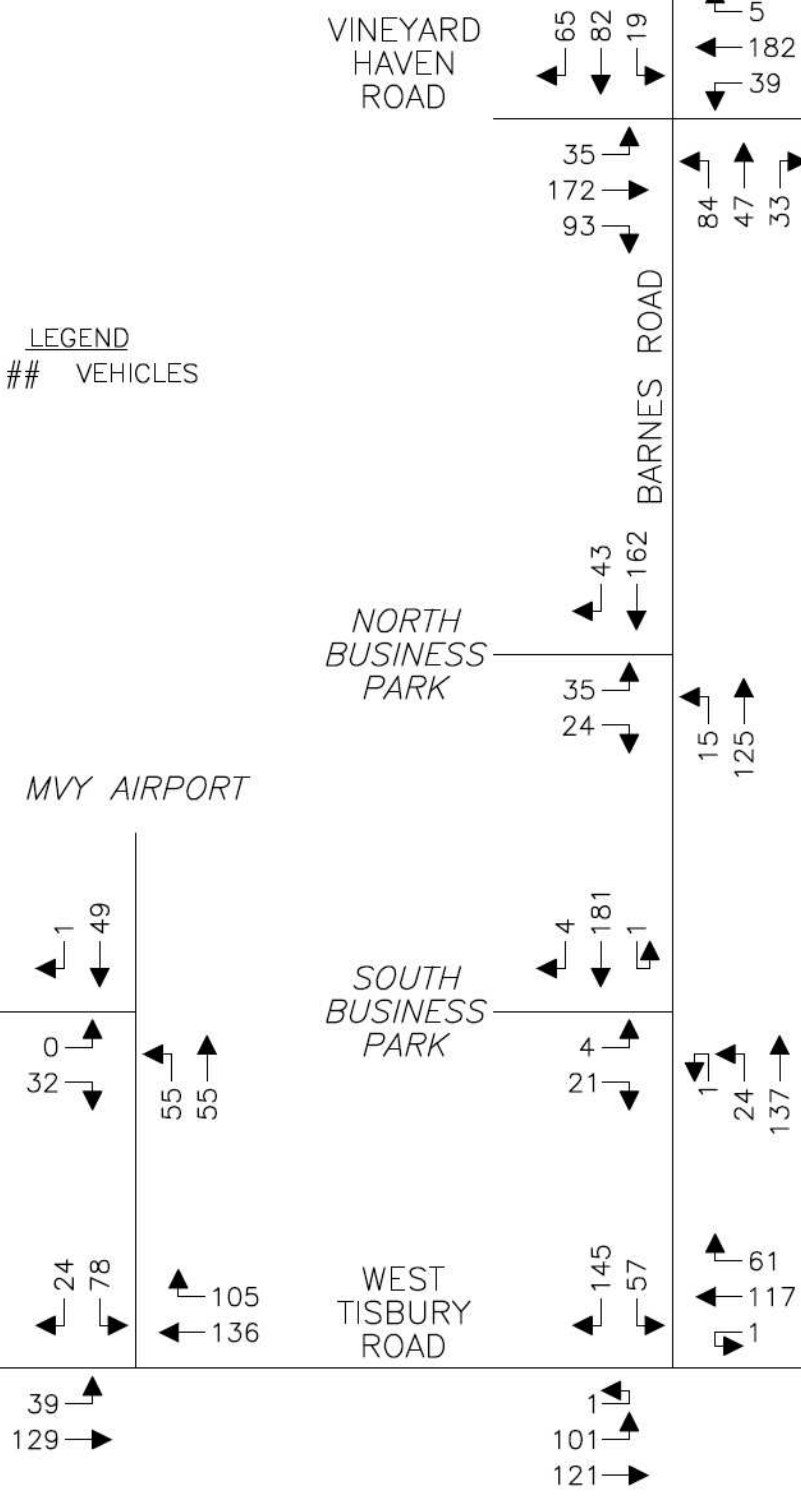 VINEYARD
HAVEN
ROAD
65
82
19
5
182
39
35
172
93
84
47
33
LEGEND
## VEHICLES
BARNES ROAD
43
162
NORTH
BUSINESS
PARK
35
24
15
125
MVY AIRPORT
1
49
4
181
1
SOUTH
BUSINESS
PARK
0
32
55
55
4
21
1
24
137
24
78
105
136
WEST
TISBURY
ROAD
145
57
61
117
1
39
129
1
101
121